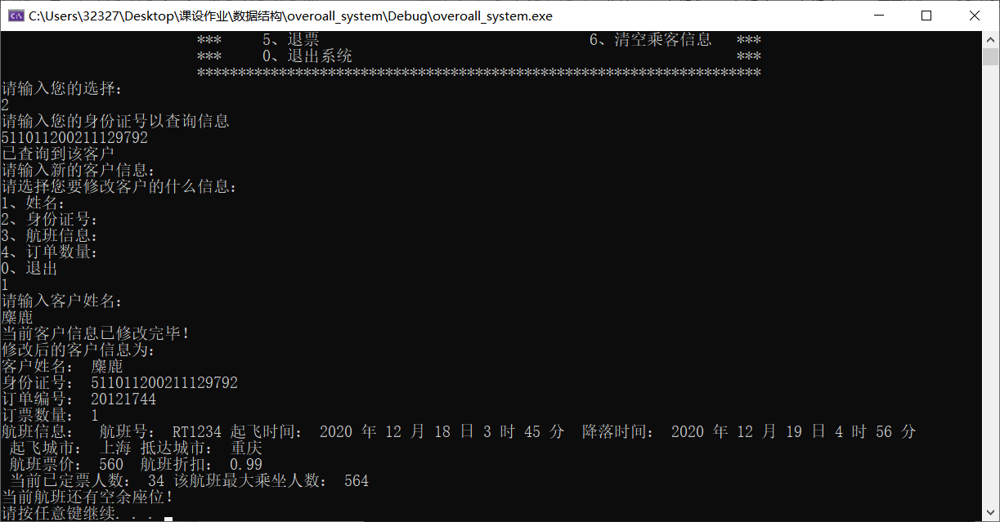 C:\Users\32327\Desktop\课设作业\数据结构\overoall_system\Debug\overoall_system.exe
*** 5、退票 6、清空乘客信息 ***
*** 0、退出系统 ***
*********************************************************************
请输入您的选择：
2
请输入您的身份证号以查询信息
511011200211129792
已查询到该客户
请输入新的客户信息：
请选择您要修改客户的什么信息：
1、姓名：
2、身份证号：
3、航班信息：
4、订单数量：
0、退出
1
请输入客户姓名：
麋鹿
当前客户信息已修改完毕！
修改后的客户信息为：
客户姓名： 麋鹿
身份证号： 511011200211129792
订单编号： 20121744
订票数量： 1
航班信息： 航班号： RT1234 起飞时间： 2020 年 12 月 18 日 3 时 45 分 降落时间： 2020 年 12 月 19 日 4 时 56 分
起飞城市： 上海 抵达城市： 重庆
航班票价： 560 航班折扣： 0.99
当前已定票人数： 34 该航班最大乘坐人数： 564
当前航班还有空余座位！
请按任意键继续. . .